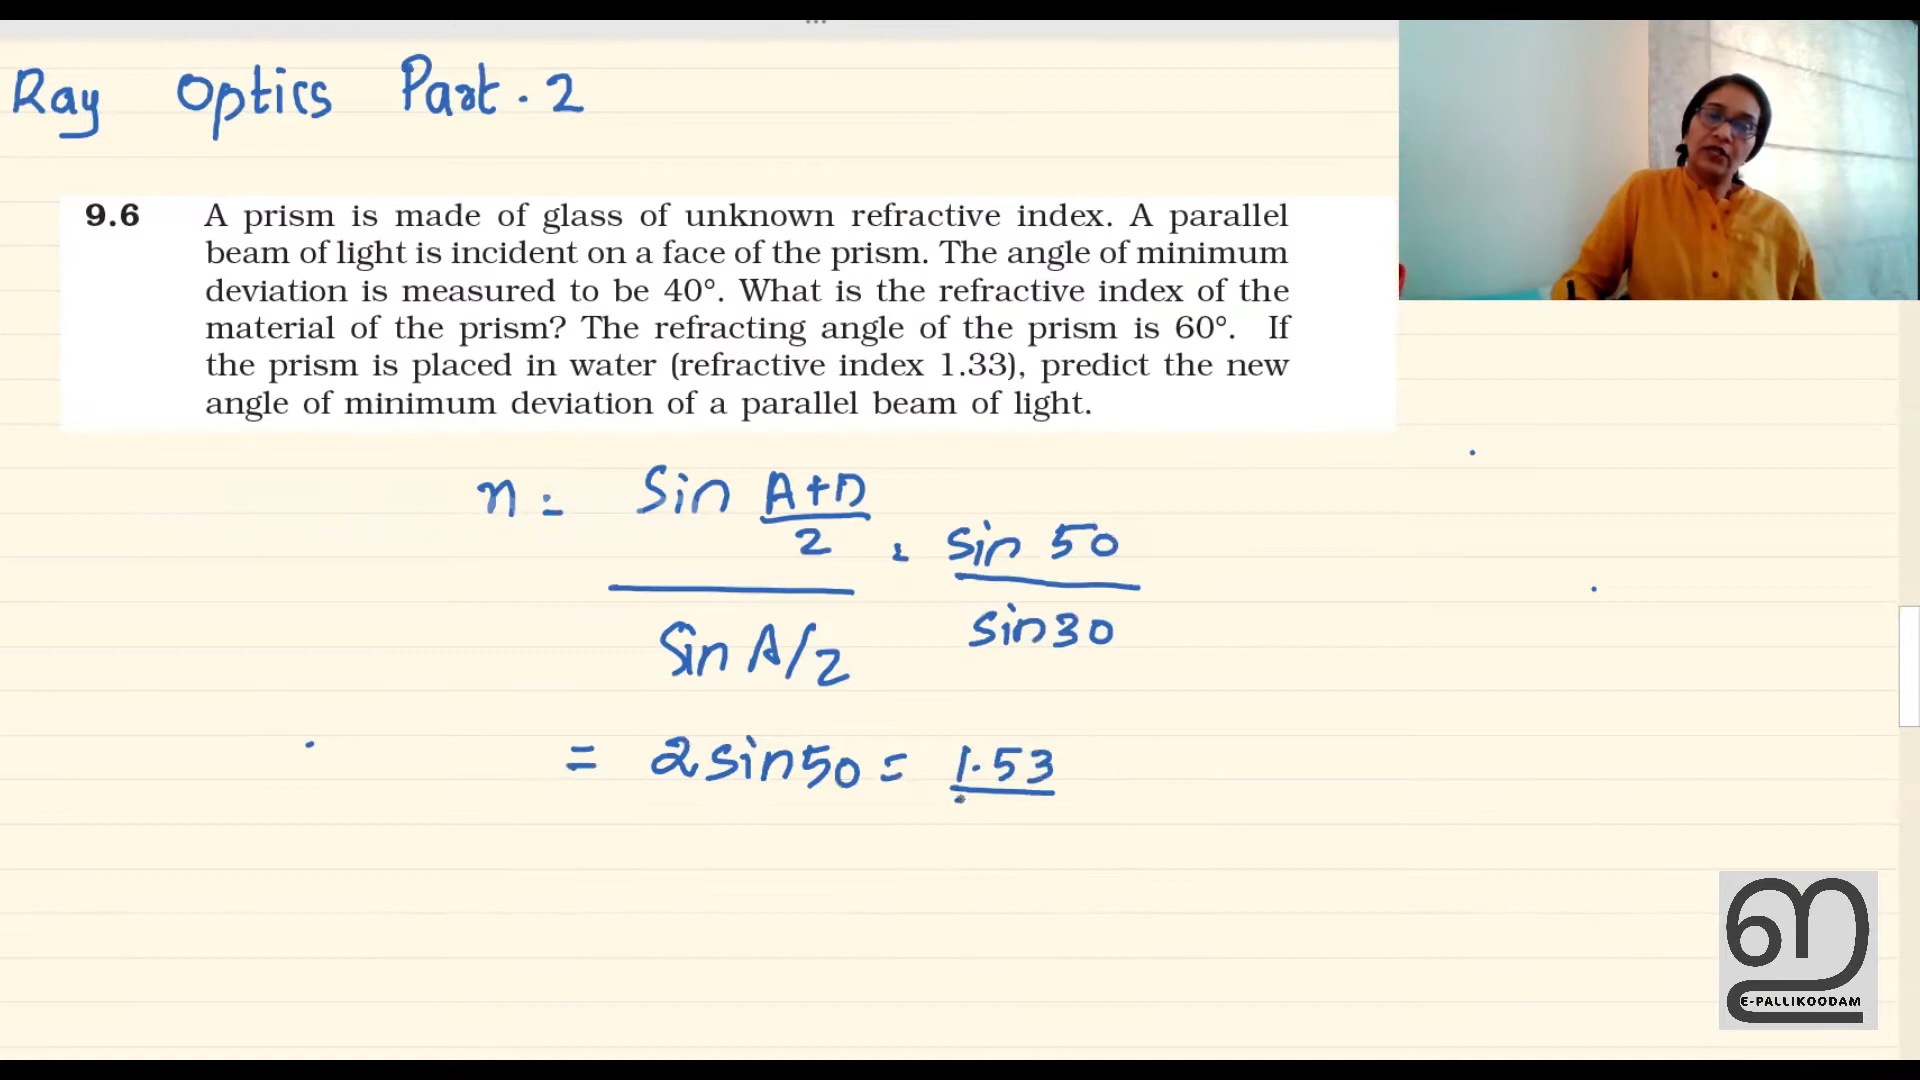 Ray Optics Part.2
9.6 A prism is made of glass of unknown refractive index. A parallel
beam of light is incident on a face of the prism. The angle of minimum
deviation is measured to be 40°. What is the refractive index of the
material of the prism? The refracting angle of the prism is 60°. If
the prism is placed in water (refractive index 1.33), predict the new
angle of minimum deviation of a parallel beam of light.
n = Sin A+D
2
= sin 50
Sin A/2
sin30
= 2sin50 = 1.53
E-PALLIKOODAM